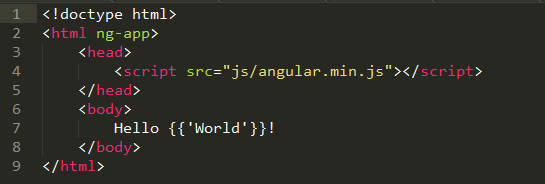 1 <!doctype html>
2 <html ng-app>
3     <head>
4         <script src="js/angular.min.js"></script>
5     </head>
6     <body>
7         Hello {{'World'}}!
8     </body>
9 </html>